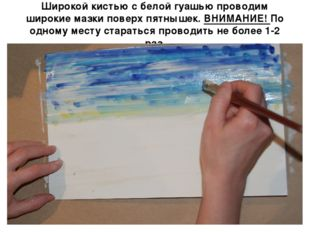 Широкой кистью с белой гуашью проводим
широкие мазки поверх пятнышек. ВНИМАНИЕ! По
одному месту стараться проводить не более 1-2
раз